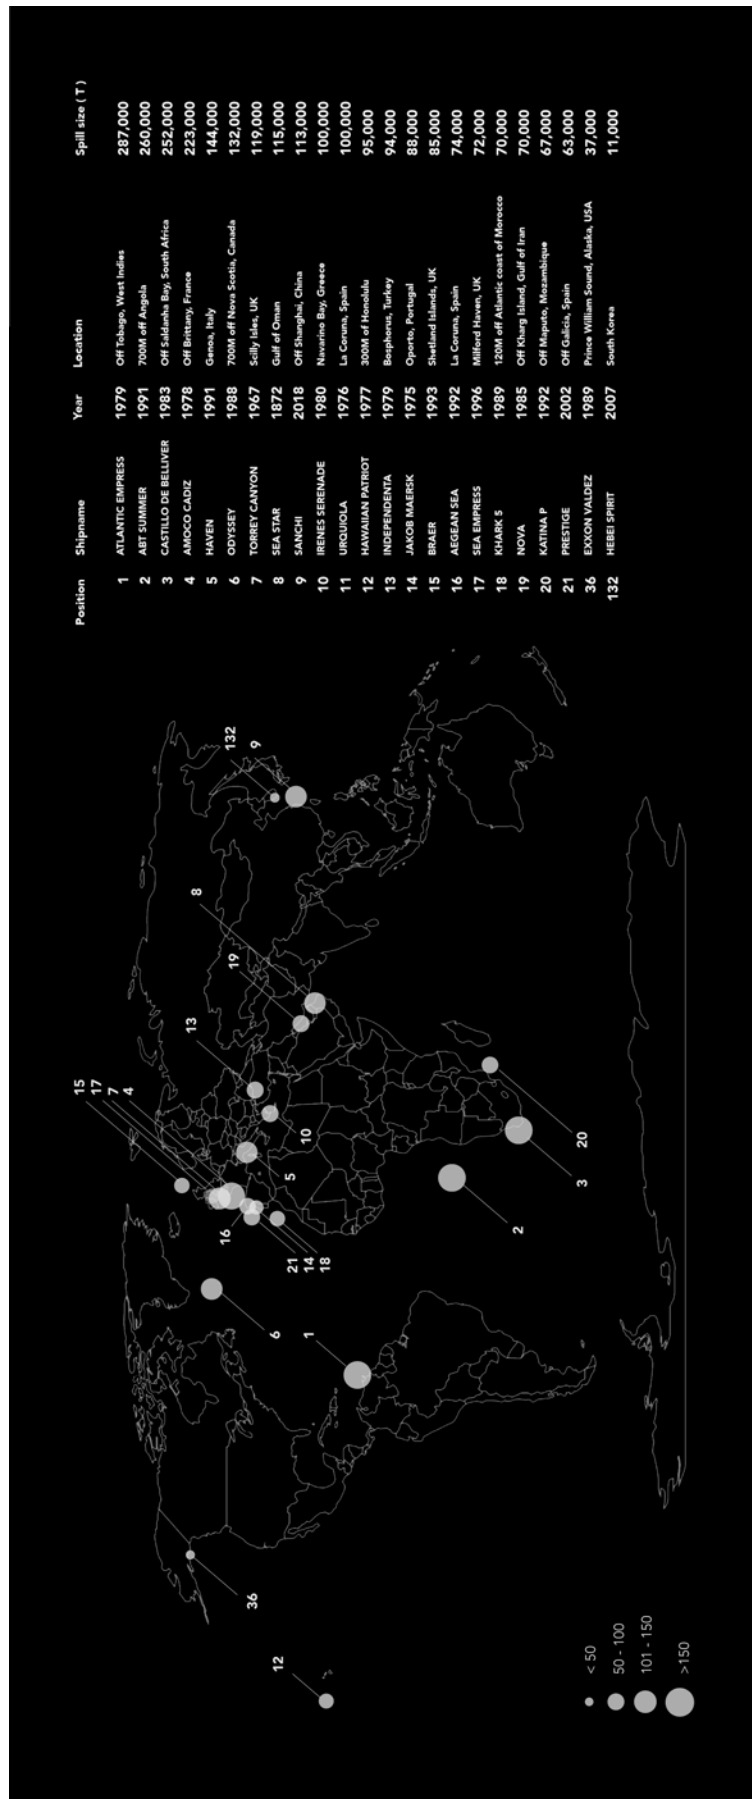 Position Shipname Year Location Spill size ( T )
1 ATLANTIC EMPRESS 1979 Off Tobago, West Indies 287,000
2 ABT SUMMER 1991 700M off Angola 260,000
3 CASTILLO DE BELLIVER 1983 Off Saldanha Bay, South Africa 252,000
4 AMOCO CADIZ 1978 Off Brittany, France 223,000
5 HAVEN 1991 Genoa, Italy 144,000
6 ODYSSEY 1988 700M off Nova Scotia, Canada 132,000
7 TORREY CANYON 1967 Scilly Isles, UK 119,000
8 SEA STAR 1872 Gulf of Oman 115,000
9 SANCHI 2018 Off Shanghai, China 113,000
10 IRENES SERENADE 1980 Navarino Bay, Greece 100,000
11 URQUIOLA 1976 La Coruna, Spain 100,000
12 HAWAIIAN PATRIOT 1977 300M of Honolulu 95,000
13 INDEPENDENTA 1979 Bosphorus, Turkey 94,000
14 JAKOB MAERSK 1975 Oporto, Portugal 88,000
15 BRAER 1993 Shetland Islands, UK 85,000
16 AEGEAN SEA 1992 La Coruna, Spain 74,000
17 SEA EMPRESS 1996 Milford Haven, UK 72,000
18 KHARK 5 1989 120M off Atlantic coast of Morocco 70,000
19 NOVA 1985 Off Kharg Island, Gulf of Iran 70,000
20 KATINA P 1992 Off Maputo, Mozambique 67,000
21 PRESTIGE 2002 Off Galicia, Spain 63,000
36 EXXON VALDEZ 1989 Prince William Sound, Alaska, USA 37,000
132 HEBEI SPIRIT 2007 South Korea 11,000
15
17
7
4
13
19
8
132
9
12
36
6
1
16
21
14
18
5
10
2
3
20
< 50
50 - 100
101 - 150
>150